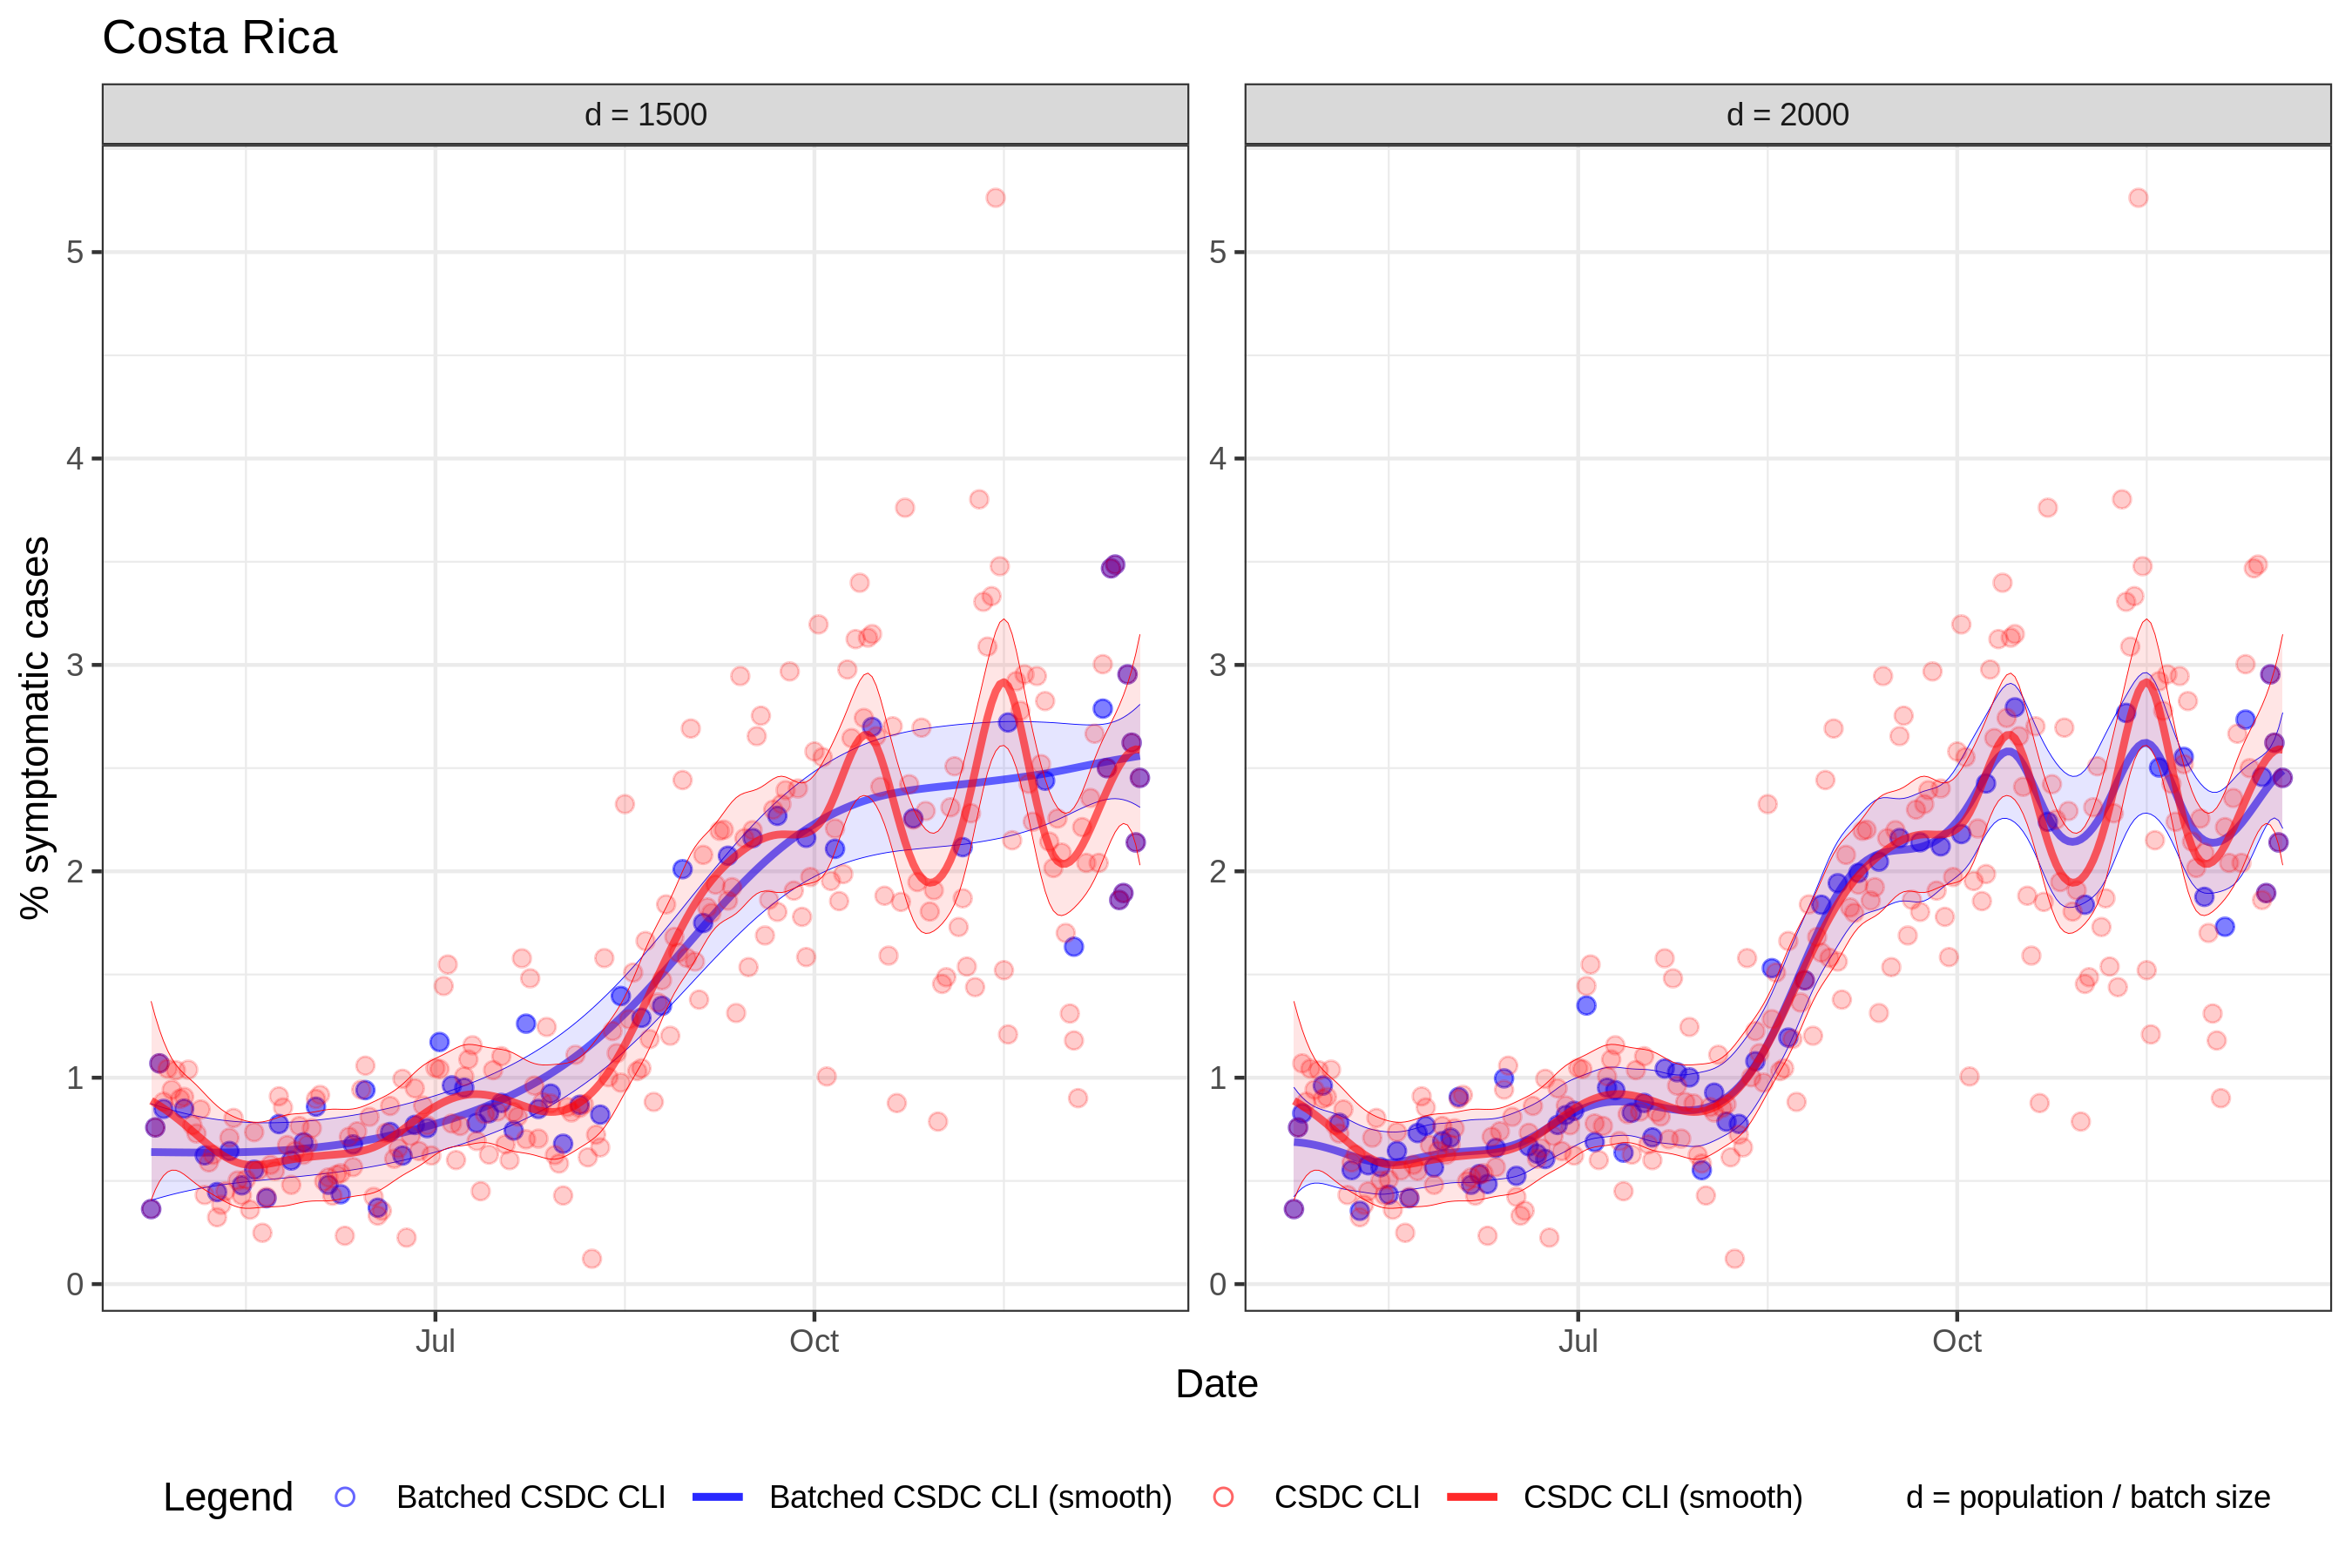 Costa Rica
d = 1500
d = 2000
% symptomatic cases
5
4
3
2
1
0
5
4
3
2
1
0
Jul
Oct
Jul
Oct
Date
Legend
Batched CSDC CLI
Batched CSDC CLI (smooth)
CSDC CLI
CSDC CLI (smooth)
d = population / batch size